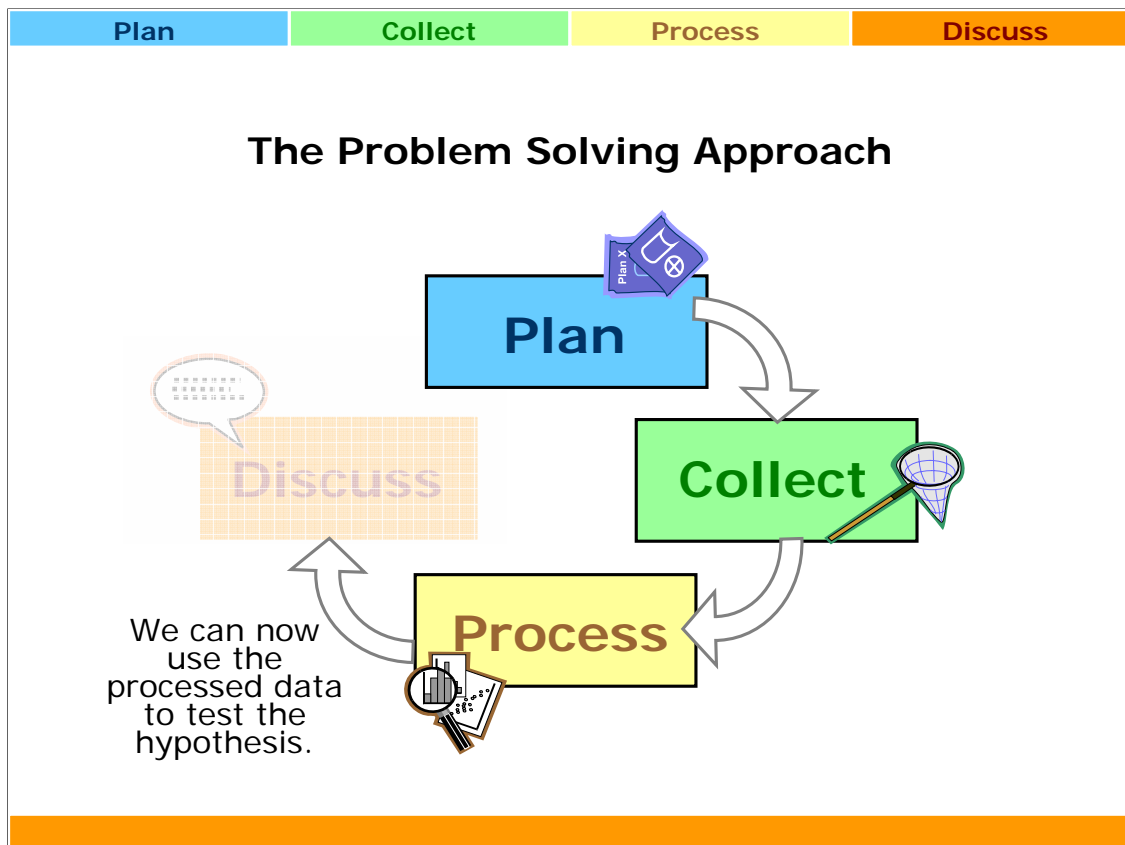 Plan
Collect
Process
Discuss
The Problem Solving Approach
Plan X
Plan
Collect
Discuss
Process
We can now
use the
processed data
to test the
hypothesis.